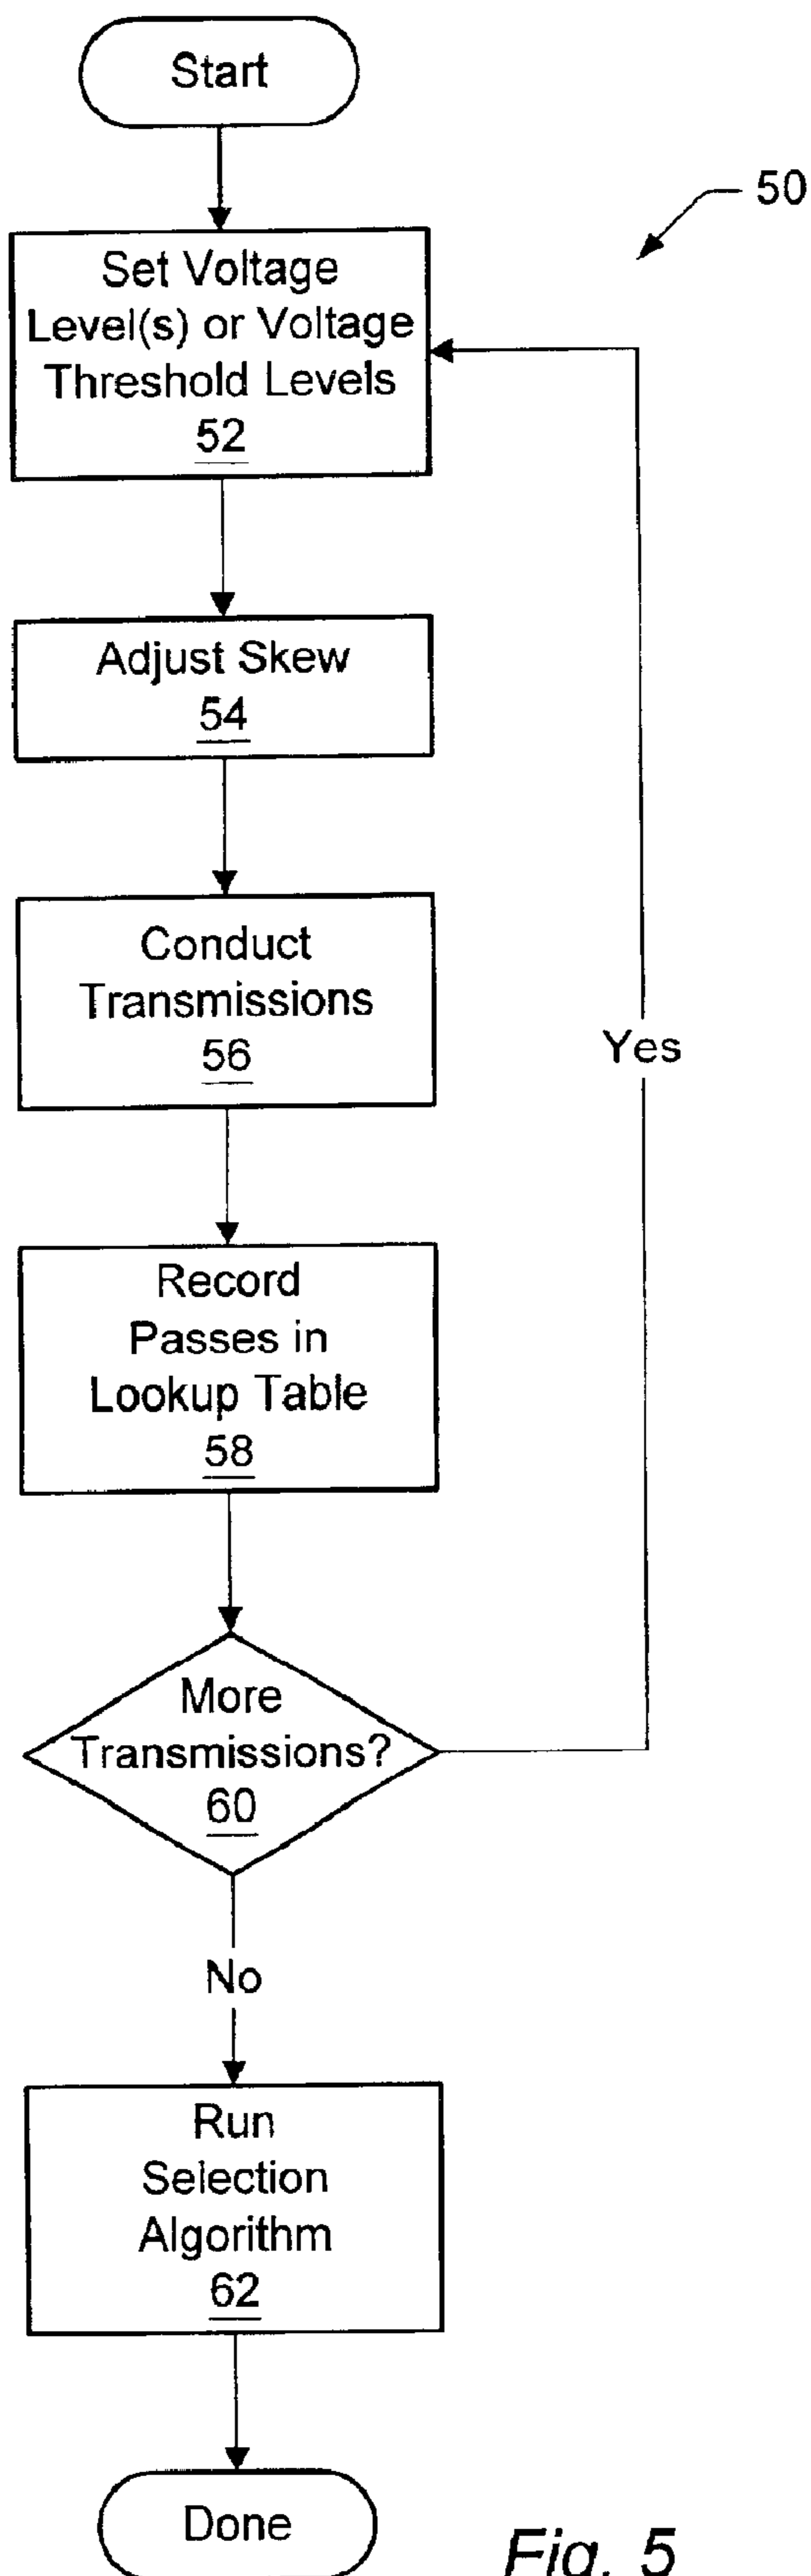 Start
50
Set Voltage
Level(s) or Voltage
Threshold Levels
52
Adjust Skew
54
Conduct
Transmissions
56
Yes
Record
Passes in
Lookup Table
58
More
Transmissions?
60
No
Run
Selection
Algorithm
62
Done
Fig. 5